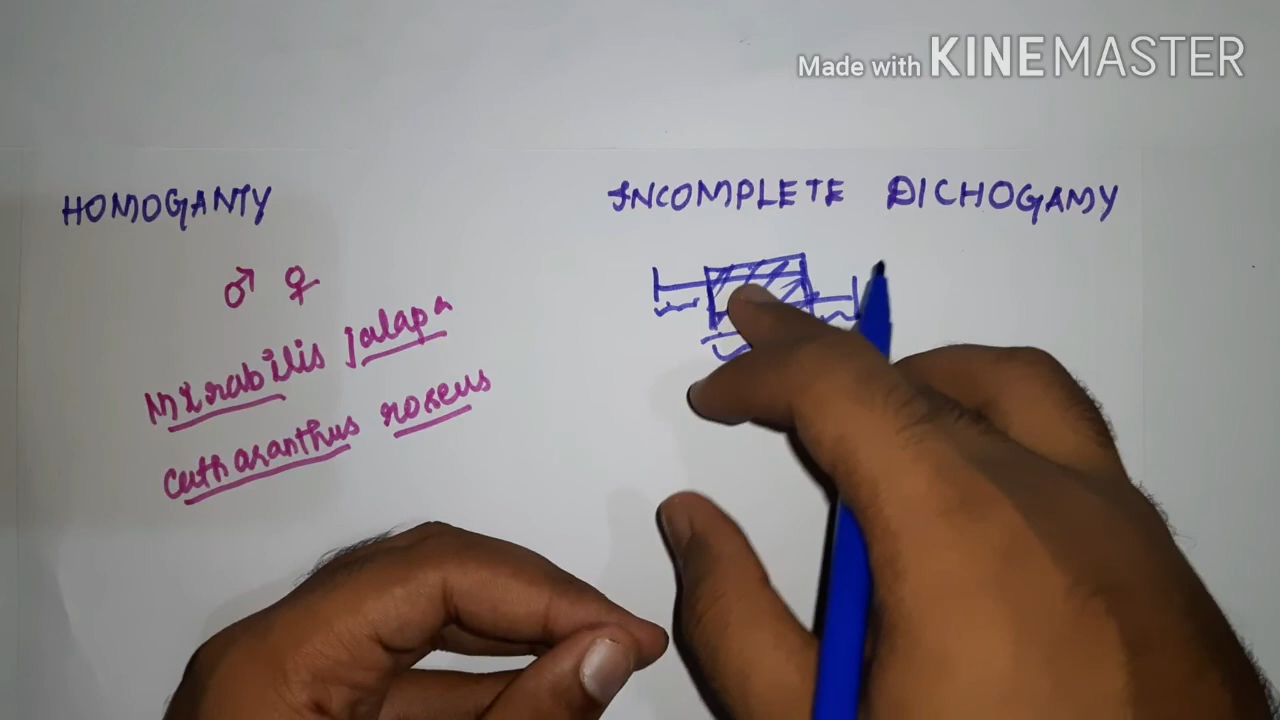 Made with KINEMASTER
HOMOGAMY
INCOMPLETE DICHOGAMY
♂ ♀
Mirabilis jalapa
Catharanthus roseus